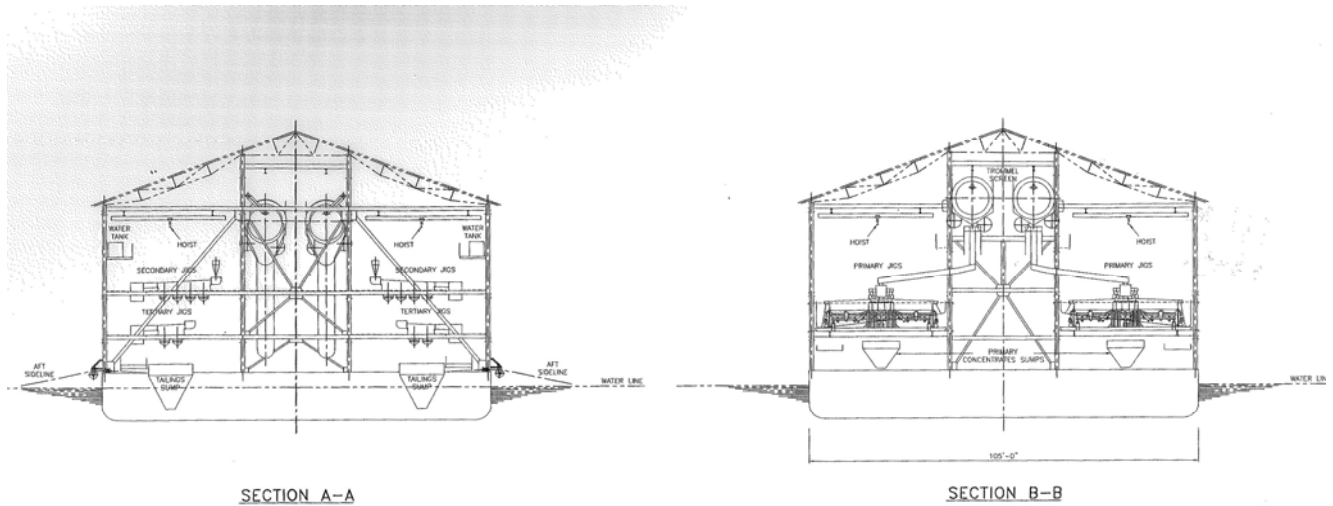 WATER
TANK
HOIST
HOIST
WATER
TANK
SECONDARY JIGS
SECONDARY JIGS
TERTIARY JIGS
TERTIARY JIGS
AFT
SIDELINE
TAILINGS
SUMP
TAILINGS
SUMP
AFT
SIDELINE
WATER LINE
SECTION A-A
TROMMEL
SCREEN
HOIST
HOIST
PRIMARY JIGS
PRIMARY JIGS
PRIMARY
CONCENTRATES SUMPS
WATER LIN
105'-0"
SECTION B-B